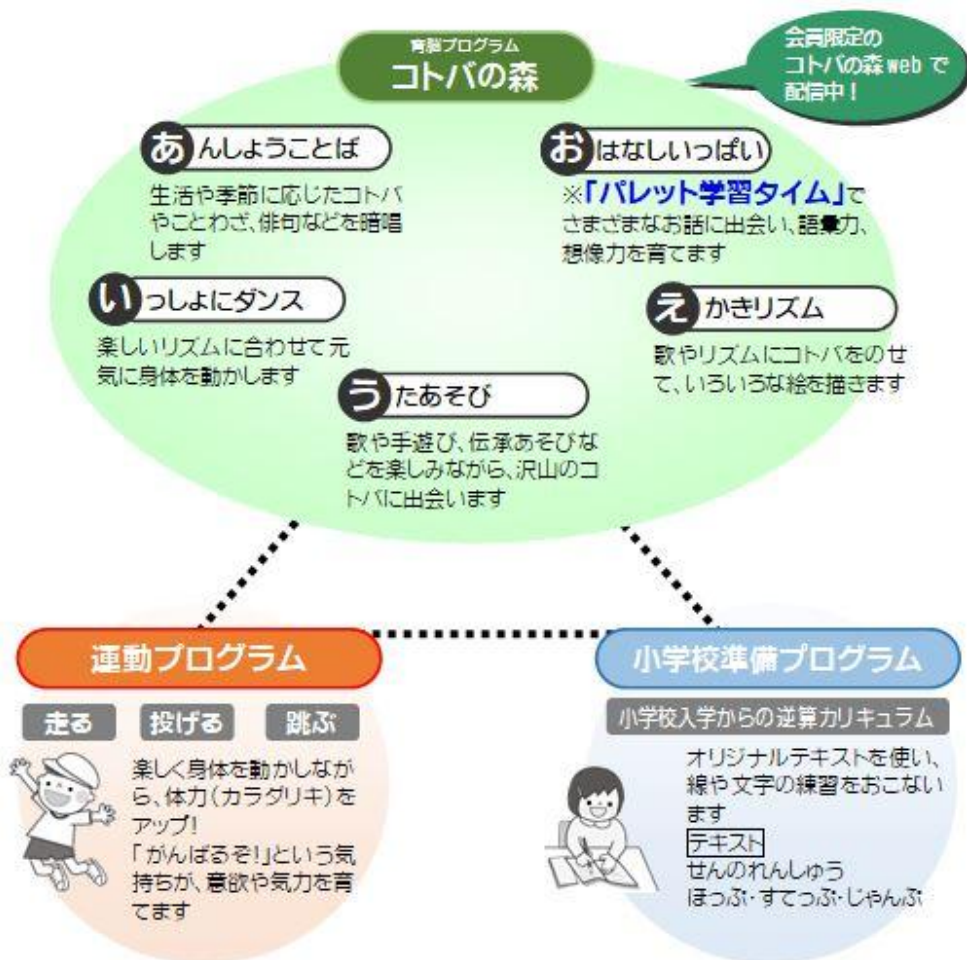 育脳プログラム
コトバの森
会員限定の
コトバの森webで
配信中！
あんしょうことば
生活や季節に応じたコトバ
やことわざ、俳句などを暗唱
します
おはなしいっぱい
※「パレット学習タイム」で
さまざまなお話に出会い、語彙力、
想像力を育てます
いっしょにダンス
楽しいリズムに合わせて元
気に身体を動かします
えかきリズム
歌やリズムにコトバをのせ
て、いろいろな絵を描きます
うたあそび
歌や手遊び、伝承あそびな
どを楽しみながら、沢山のコ
トバに出会います
運動プログラム
走る 投げる 跳ぶ
楽しく身体を動かしなが
ら、体力（カラダリキ）を
アップ！
「がんばるぞ！」という気
持ちが、意欲や気力を育
てます
小学校準備プログラム
小学校入学からの逆算カリキュラム
オリジナルテキストを使い、
線や文字の練習をおこない
ます
テキスト
せんのれんしゅう
ほっぷ・すてっぷ・じゃんぷ